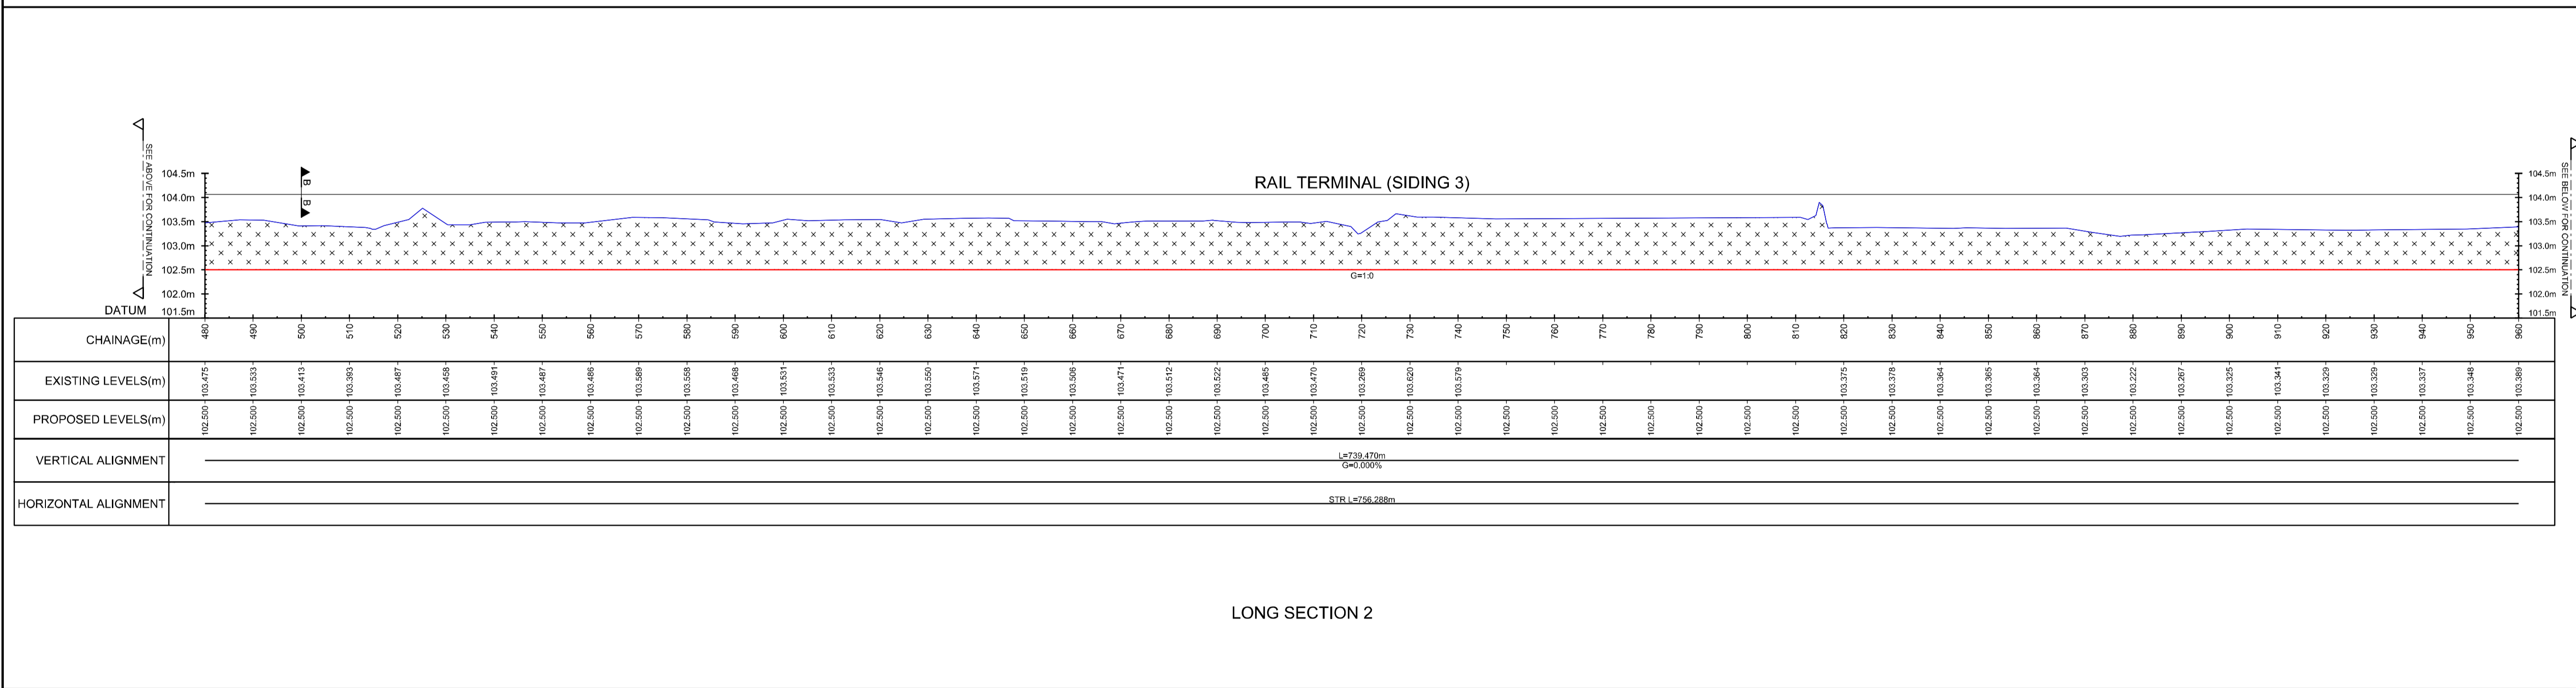 RAIL TERMINAL (SIDING 3)
SEE ABOVE FOR CONTINUATION
B B
104.5m
104.0m
103.5m
103.0m
102.5m
102.0m
101.5m
DATUM
G=1:0
104.5m
104.0m
103.5m
103.0m
102.5m
102.0m
101.5m
SEE BELOW FOR CONTINUATION
CHAINAGE(m) 480 490 500 510 520 530 540 550 560 570 580 590 600 610 620 630 640 650 660 670 680 690 700 710 720 730 740 750 760 770 780 790 800 810 820 830 840 850 860 870 880 890 900 910 920 930 940 950 960
EXISTING LEVELS(m) 103.475 103.533 103.413 103.393 103.487 103.458 103.491 103.487 103.486 103.589 103.558 103.468 103.531 103.533 103.546 103.550 103.571 103.519 103.506 103.471 103.512 103.522 103.485 103.470 103.269 103.620 103.579 103.375 103.378 103.364 103.365 103.364 103.303 103.222 103.267 103.325 103.341 103.329 103.329 103.337 103.348 103.389
PROPOSED LEVELS(m) 102.500 102.500 102.500 102.500 102.500 102.500 102.500 102.500 102.500 102.500 102.500 102.500 102.500 102.500 102.500 102.500 102.500 102.500 102.500 102.500 102.500 102.500 102.500 102.500 102.500 102.500 102.500 102.500 102.500 102.500 102.500 102.500 102.500 102.500 102.500 102.500 102.500 102.500 102.500 102.500 102.500 102.500 102.500 102.500 102.500 102.500 102.500 102.500 102.500
VERTICAL ALIGNMENT L=739.470m
G=0.000%
HORIZONTAL ALIGNMENT STR L=756.288m
LONG SECTION 2